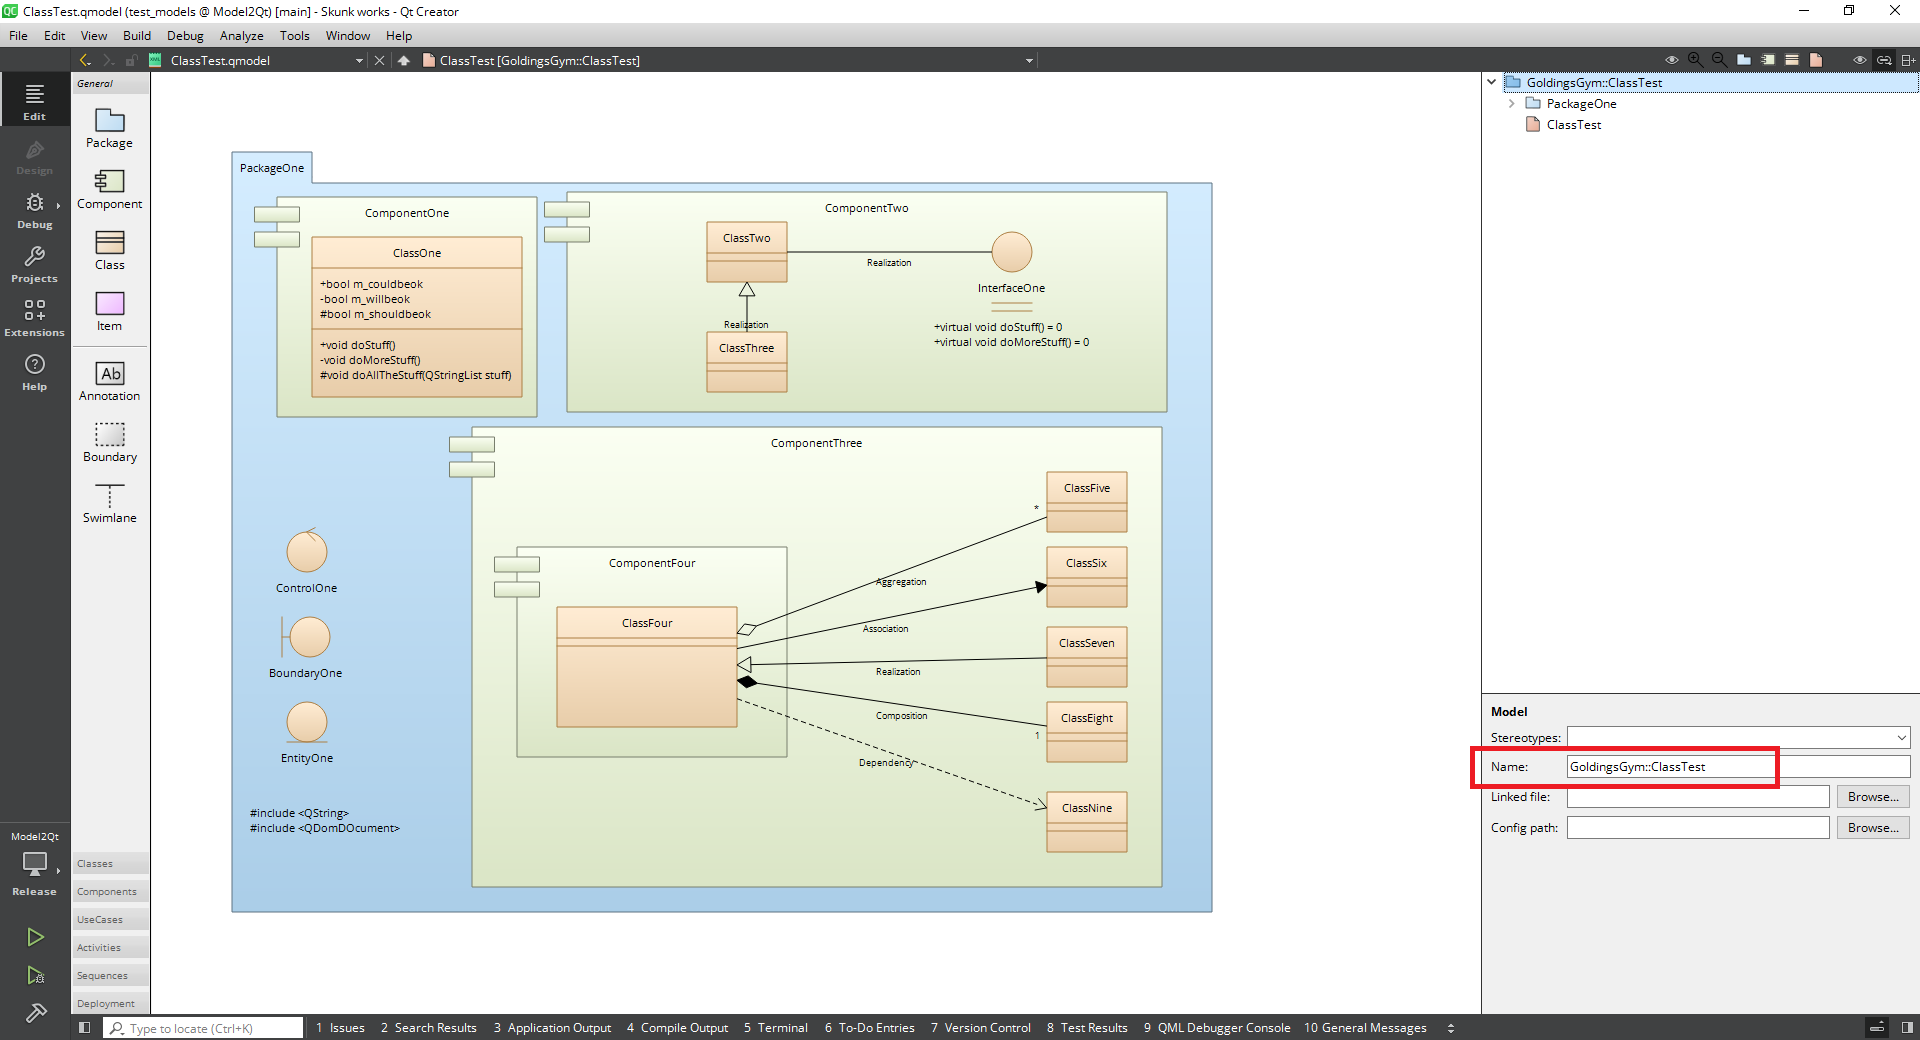 ClassTest.qmodel (test_models @ Model2Qt) [main] - Skunk works - Qt Creator
File Edit View Build Debug Analyze Tools Window Help
ClassTest.qmodel
ClassTest [GoldingsGym::ClassTest]
Edit
Design
Debug
Projects
Extensions
Help
Model2Qt
Release
General
Package
Component
Class
Item
Ab
Annotation
Boundary
Swimlane
Classes
Components
UseCases
Activities
Sequences
Deployment
PackageOne
ComponentOne
ClassOne
+bool m_couldbeok
-bool m_willbeok
#bool m_shouldbeok
+void doStuff()
-void doMoreStuff()
#void doAllTheStuff(QStringList stuff)
ComponentTwo
ClassTwo
Realization
InterfaceOne
+virtual void doStuff() = 0
+virtual void doMoreStuff() = 0
Realization
ClassThree
ComponentThree
ComponentFour
ClassFour
ClassFive
*
Aggregation
ClassSix
Association
ClassSeven
Realization
ClassEight
1
Composition
Dependency
ClassNine
ControlOne
BoundaryOne
EntityOne
#include <QString>
#include <QDomDOcument>
GoldingsGym::ClassTest
PackageOne
ClassTest
Model
Stereotypes:
Name: GoldingsGym::ClassTest
Linked file: Browse...
Config path: Browse...
Type to locate (Ctrl+K)
1 Issues 2 Search Results 3 Application Output 4 Compile Output 5 Terminal 6 To-Do Entries 7 Version Control 8 Test Results 9 QML Debugger Console 10 General Messages